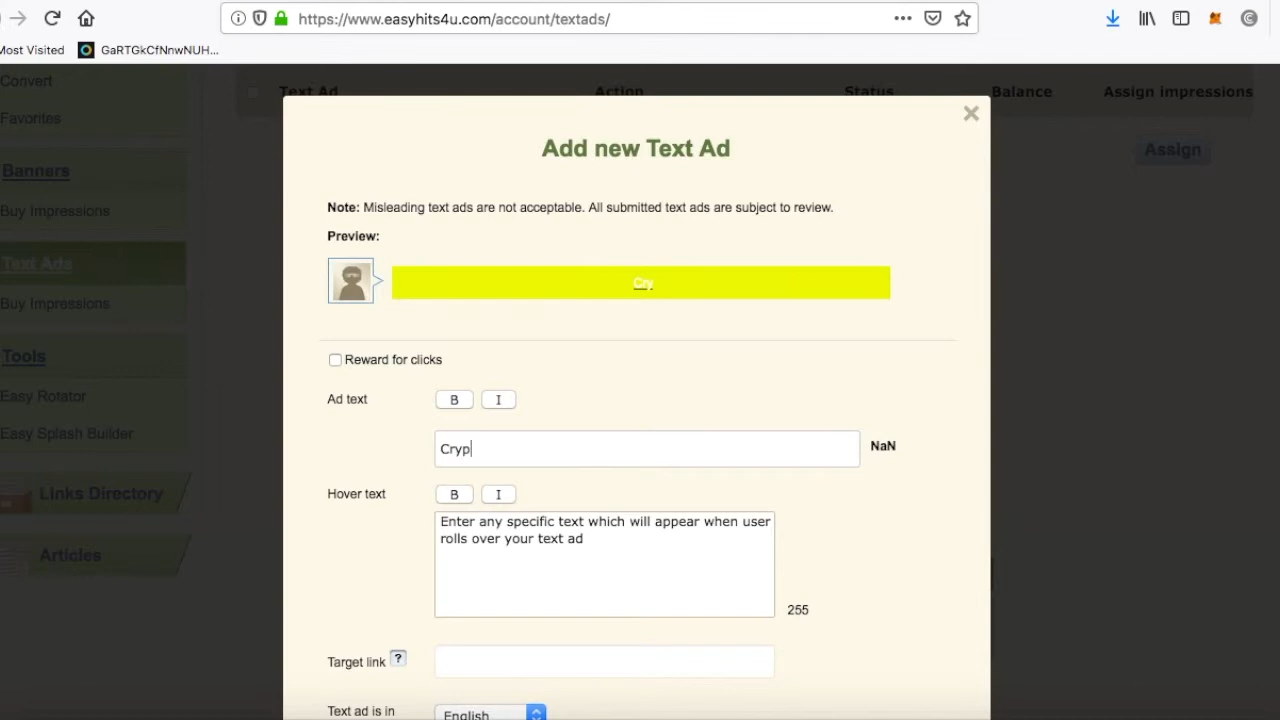 https://www.easyhits4u.com/account/textads/
Most Visited
GaRTGkCfNnwNUH...
Convert
Favorites
Banners
Buy Impressions
Text Ads
Buy Impressions
Tools
Easy Rotator
Easy Splash Builder
Links Directory
Articles
Text Ad Action Status Balance Assign impressions
Assign
Add new Text Ad
Note: Misleading text ads are not acceptable. All submitted text ads are subject to review.
Preview:
Cry
Reward for clicks
Ad text B I
Cryp NaN
Hover text B I
Enter any specific text which will appear when user
rolls over your text ad
255
Target link ?
Text ad is in English